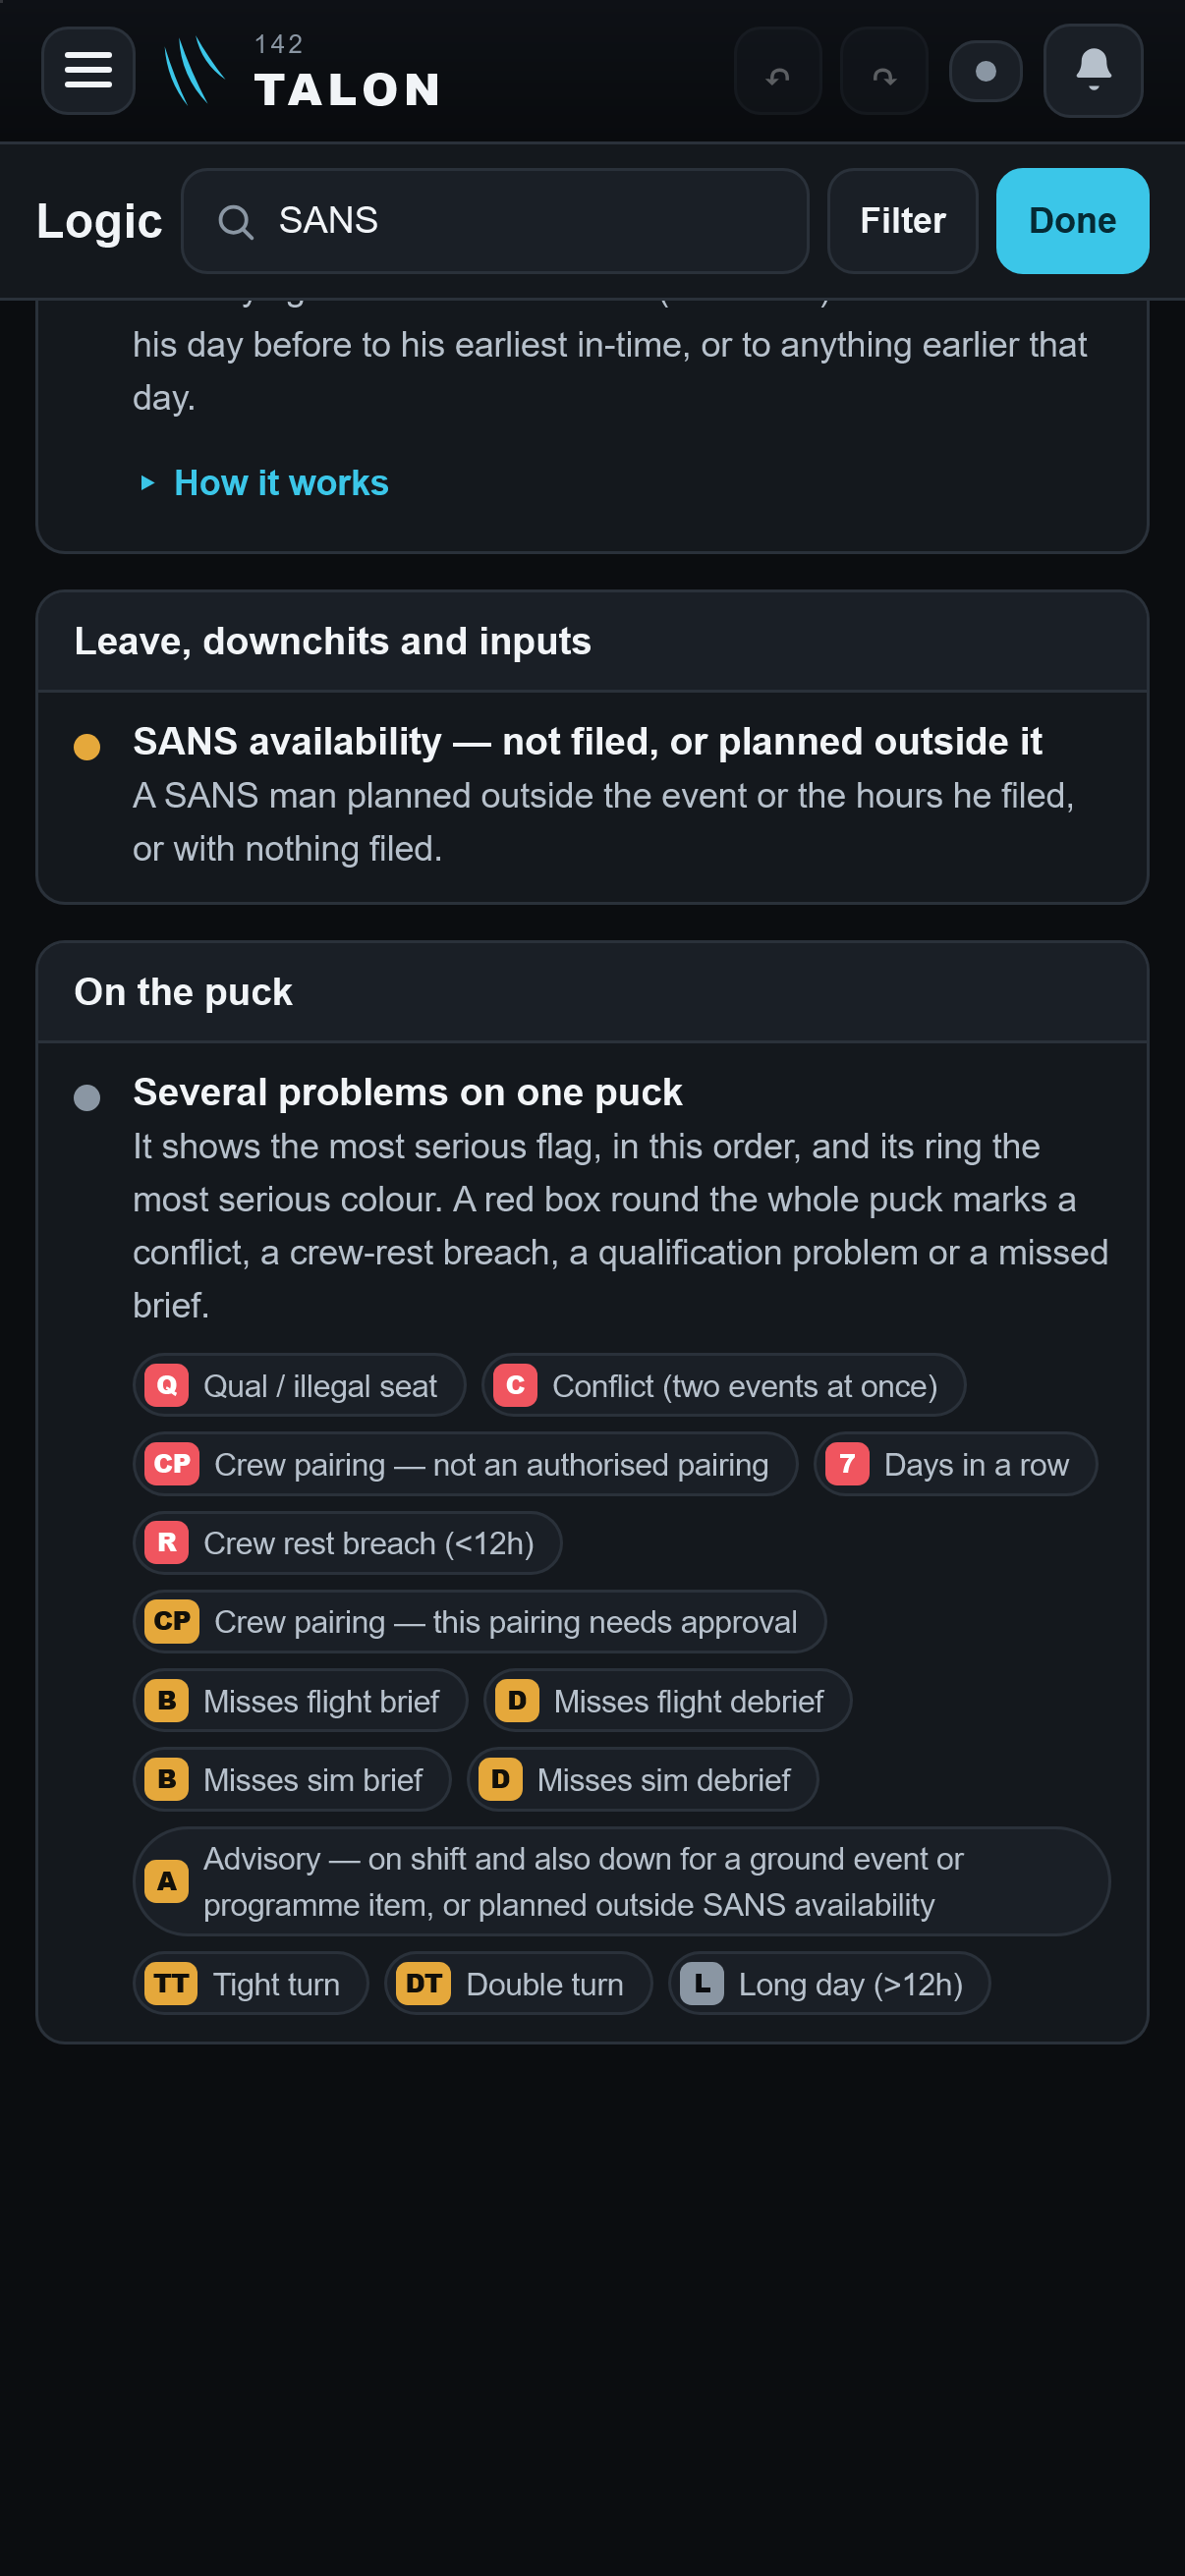 142
TALON
Logic
SANS
Filter
Done
his day before to his earliest in-time, or to anything earlier that
day.
How it works
Leave, downchits and inputs
SANS availability — not filed, or planned outside it
A SANS man planned outside the event or the hours he filed,
or with nothing filed.
On the puck
Several problems on one puck
It shows the most serious flag, in this order, and its ring the
most serious colour. A red box round the whole puck marks a
conflict, a crew-rest breach, a qualification problem or a missed
brief.
Q Qual / illegal seat
C Conflict (two events at once)
CP Crew pairing — not an authorised pairing
7 Days in a row
R Crew rest breach (<12h)
CP Crew pairing — this pairing needs approval
B Misses flight brief
D Misses flight debrief
B Misses sim brief
D Misses sim debrief
A Advisory — on shift and also down for a ground event or
programme item, or planned outside SANS availability
TT Tight turn
DT Double turn
L Long day (>12h)